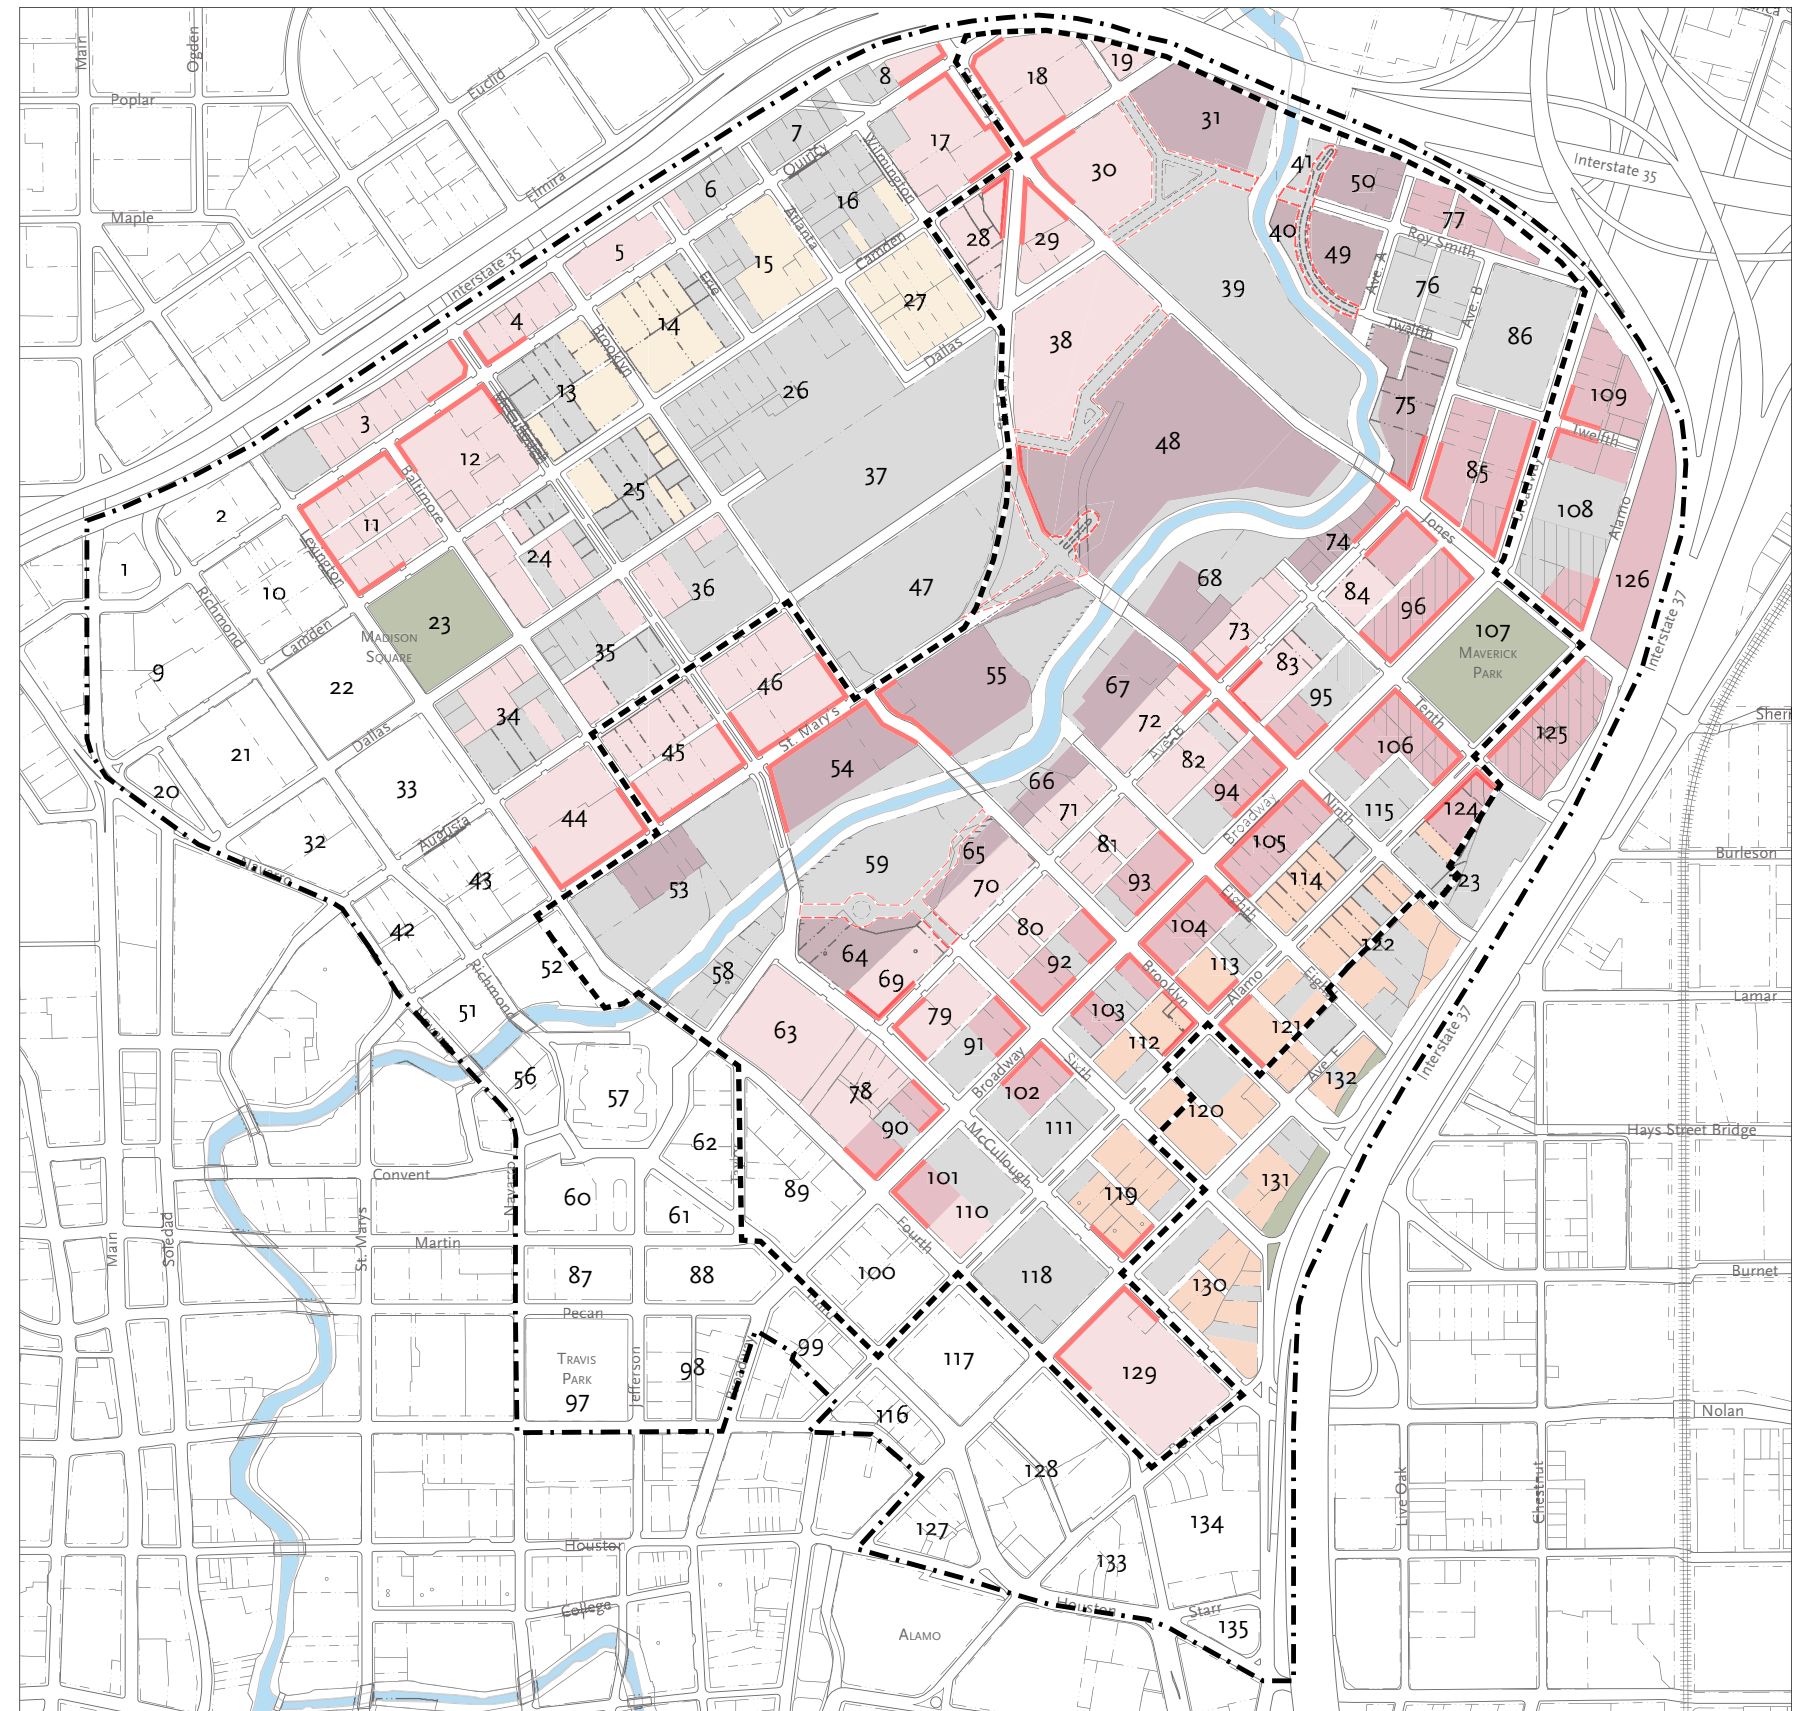 Main
Ogden
Poplar
Euclid
Elmira
Maple
Interstate 35
Interstate 35
Quincy
Wilmington
Atlanta
Camden
Erie
Brooklyn
Dallas
Baltimore
Lexington
Richmond
Camden
Madison
Square
Dallas
Augusta
Richmond
St. Mary's
Roy Smith
Ave. A
Ave. B
Twelfth
Twelfth
Broadway
Alamo
Jones
Maverick
Park
Tenth
Ninth
Ave. B
Broadway
Eighth
Brooklyn
Alamo
Eighth
Ave. E
Sixth
Broadway
McCullough
Fourth
Interstate 37
Interstate 37
Sherman
Burleson
Lamar
Hays Street Bridge
Burnet
Nolan
Live Oak
Chestnut
Navarro
Navarro
Convent
Martin
Pecan
Travis
Park
Jefferson
Broadway
Main
Soledad
St. Marys
Houston
College
Alamo
Houston
Starr
1
2
3
4
5
6
7
8
9
10
11
12
13
14
15
16
17
18
19
20
21
22
23
24
25
26
27
28
29
30
31
32
33
34
35
36
37
38
39
40
41
42
43
44
45
46
47
48
49
50
51
52
53
54
55
56
57
58
59
60
61
62
63
64
65
66
67
68
69
70
71
72
73
74
75
76
77
78
79
80
81
82
83
84
85
86
87
88
89
90
91
92
93
94
95
96
97
98
99
100
101
102
103
104
105
106
107
108
109
110
111
112
113
114
115
116
117
118
119
120
121
122
123
124
125
126
127
128
129
130
131
132
133
134
135